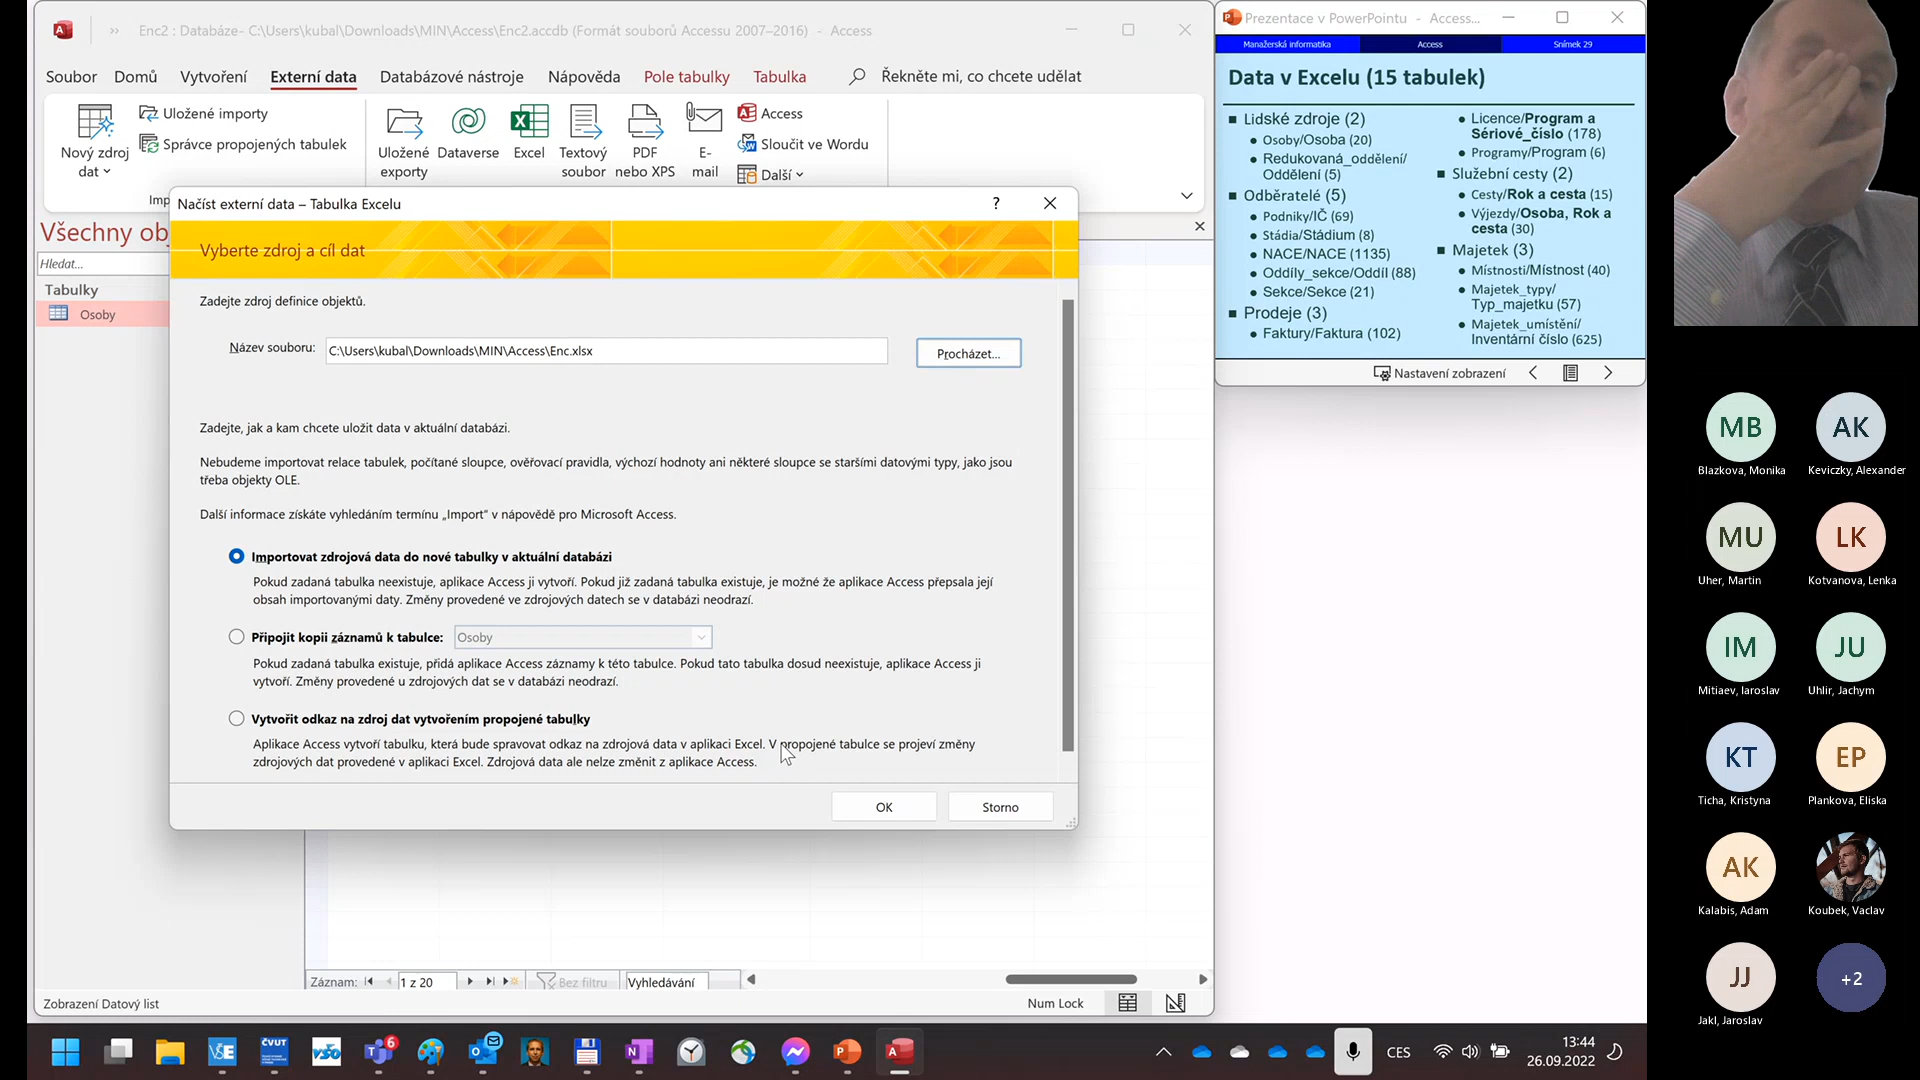 Enc2 : Databáze- C:\Users\kubal\Downloads\MIN\Access\Enc2.accdb (Formát souborů Accessu 2007–2016) - Access
Soubor Domů Vytvoření Externí data Databázové nástroje Nápověda Pole tabulky Tabulka Řekněte mi, co chcete udělat
Nový zdroj dat
Uložené importy
Správce propojených tabulek
Uložené exporty
Dataverse
Excel
Textový soubor
PDF nebo XPS
E-mail
Access
Sloučit ve Wordu
Další
Imp
Všechny ob
Hledat...
Tabulky
Osoby
Načíst externí data – Tabulka Excelu
Vyberte zdroj a cíl dat
Zadejte zdroj definice objektů.
Název souboru: C:\Users\kubal\Downloads\MIN\Access\Enc.xlsx Procházet...
Zadejte, jak a kam chcete uložit data v aktuální databázi.
Nebudeme importovat relace tabulek, počítané sloupce, ověřovací pravidla, výchozí hodnoty ani některé sloupce se staršími datovými typy, jako jsou
třeba objekty OLE.
Další informace získáte vyhledáním termínu „Import“ v nápovědě pro Microsoft Access.
Importovat zdrojová data do nové tabulky v aktuální databázi
Pokud zadaná tabulka neexistuje, aplikace Access ji vytvoří. Pokud již zadaná tabulka existuje, je možné že aplikace Access přepsala její
obsah importovanými daty. Změny provedené ve zdrojových datech se v databázi neodrazí.
Připojit kopii záznamů k tabulce: Osoby
Pokud zadaná tabulka existuje, přidá aplikace Access záznamy k této tabulce. Pokud tato tabulka dosud neexistuje, aplikace Access ji
vytvoří. Změny provedené u zdrojových dat se v databázi neodrazí.
Vytvořit odkaz na zdroj dat vytvořením propojené tabulky
Aplikace Access vytvoří tabulku, která bude spravovat odkaz na zdrojová data v aplikaci Excel. V propojené tabulce se projeví změny
zdrojových dat provedené v aplikaci Excel. Zdrojová data ale nelze změnit z aplikace Access.
OK Storno
Záznam: 1 z 20 Bez filtru Vyhledávání
Zobrazení Datový list Num Lock
Prezentace v PowerPointu - Access...
Manažerská informatika Access Snímek 29
Data v Excelu (15 tabulek)
Lidské zdroje (2)
Osoby/Osoba (20)
Redukovaná_oddělení/
Oddělení (5)
Odběratelé (5)
Podniky/IČ (69)
Stádia/Stádium (8)
NACE/NACE (1135)
Oddíly_sekce/Oddíl (88)
Sekce/Sekce (21)
Prodeje (3)
Faktury/Faktura (102)
Licence/Program a
Sériové_číslo (178)
Programy/Program (6)
Služební cesty (2)
Cesty/Rok a cesta (15)
Výjezdy/Osoba, Rok a
cesta (30)
Majetek (3)
Místnosti/Místnost (40)
Majetek_typy/
Typ_majetku (57)
Majetek_umístění/
Inventární číslo (625)
Nastavení zobrazení
MB AK
Blazkova, Monika Keviczky, Alexander
MU LK
Uher, Martin Kotvanova, Lenka
IM JU
Mitiaev, Iaroslav Uhlir, Jachym
KT EP
Ticha, Kristyna Plankova, Eliska
AK
Kalabis, Adam Koubek, Vaclav
JJ +2
Jakl, Jaroslav
ČVUT
6
CES
13:44
26.09.2022